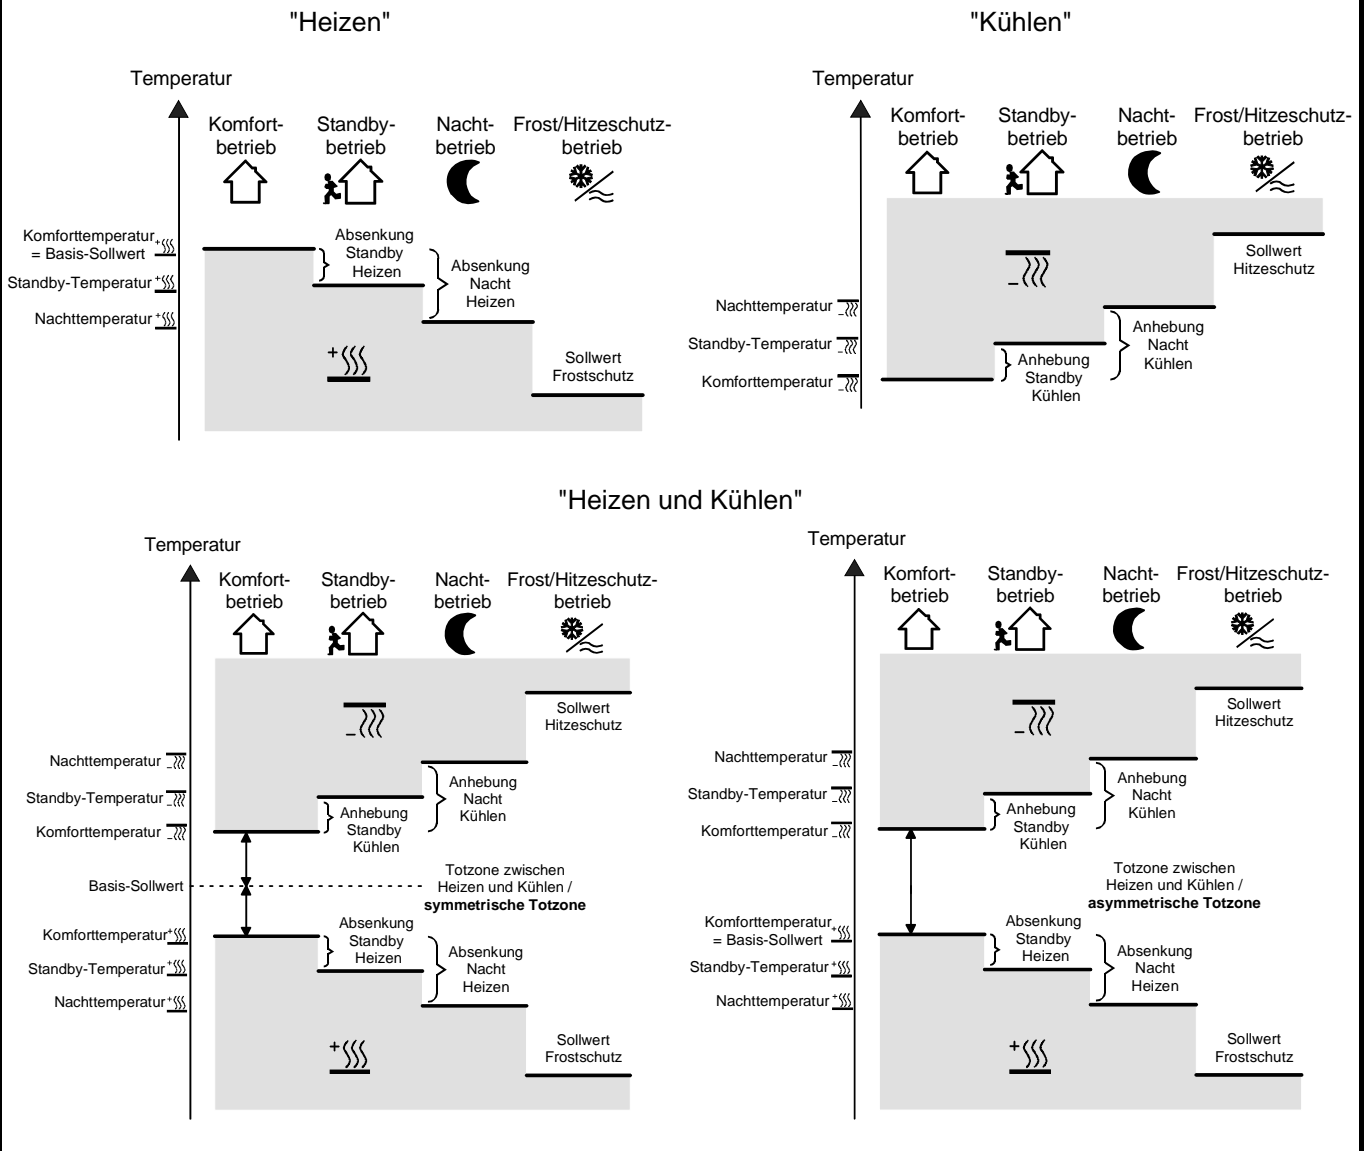 "Heizen"
Temperatur
Komfort-
betrieb
Standby-
betrieb
Nacht-
betrieb
Frost/Hitzeschutz-
betrieb
Komforttemperatur
= Basis-Sollwert
Standby-Temperatur
Nachttemperatur
Absenkung
Standby
Heizen
Absenkung
Nacht
Heizen
Sollwert
Frostschutz
"Kühlen"
Temperatur
Komfort-
betrieb
Standby-
betrieb
Nacht-
betrieb
Frost/Hitzeschutz-
betrieb
Sollwert
Hitzeschutz
Nachttemperatur
Standby-Temperatur
Komforttemperatur
Anhebung
Standby
Kühlen
Anhebung
Nacht
Kühlen
"Heizen und Kühlen"
Temperatur
Komfort-
betrieb
Standby-
betrieb
Nacht-
betrieb
Frost/Hitzeschutz-
betrieb
Sollwert
Hitzeschutz
Nachttemperatur
Standby-Temperatur
Komforttemperatur
Anhebung
Standby
Kühlen
Anhebung
Nacht
Kühlen
Basis-Sollwert
Totzone zwischen
Heizen und Kühlen /
symmetrische Totzone
Komforttemperatur
Standby-Temperatur
Nachttemperatur
Absenkung
Standby
Heizen
Absenkung
Nacht
Heizen
Sollwert
Frostschutz
Temperatur
Komfort-
betrieb
Standby-
betrieb
Nacht-
betrieb
Frost/Hitzeschutz-
betrieb
Sollwert
Hitzeschutz
Nachttemperatur
Standby-Temperatur
Komforttemperatur
Anhebung
Standby
Kühlen
Anhebung
Nacht
Kühlen
Totzone zwischen
Heizen und Kühlen /
asymmetrische Totzone
Komforttemperatur
= Basis-Sollwert
Standby-Temperatur
Nachttemperatur
Absenkung
Standby
Heizen
Absenkung
Nacht
Heizen
Sollwert
Frostschutz